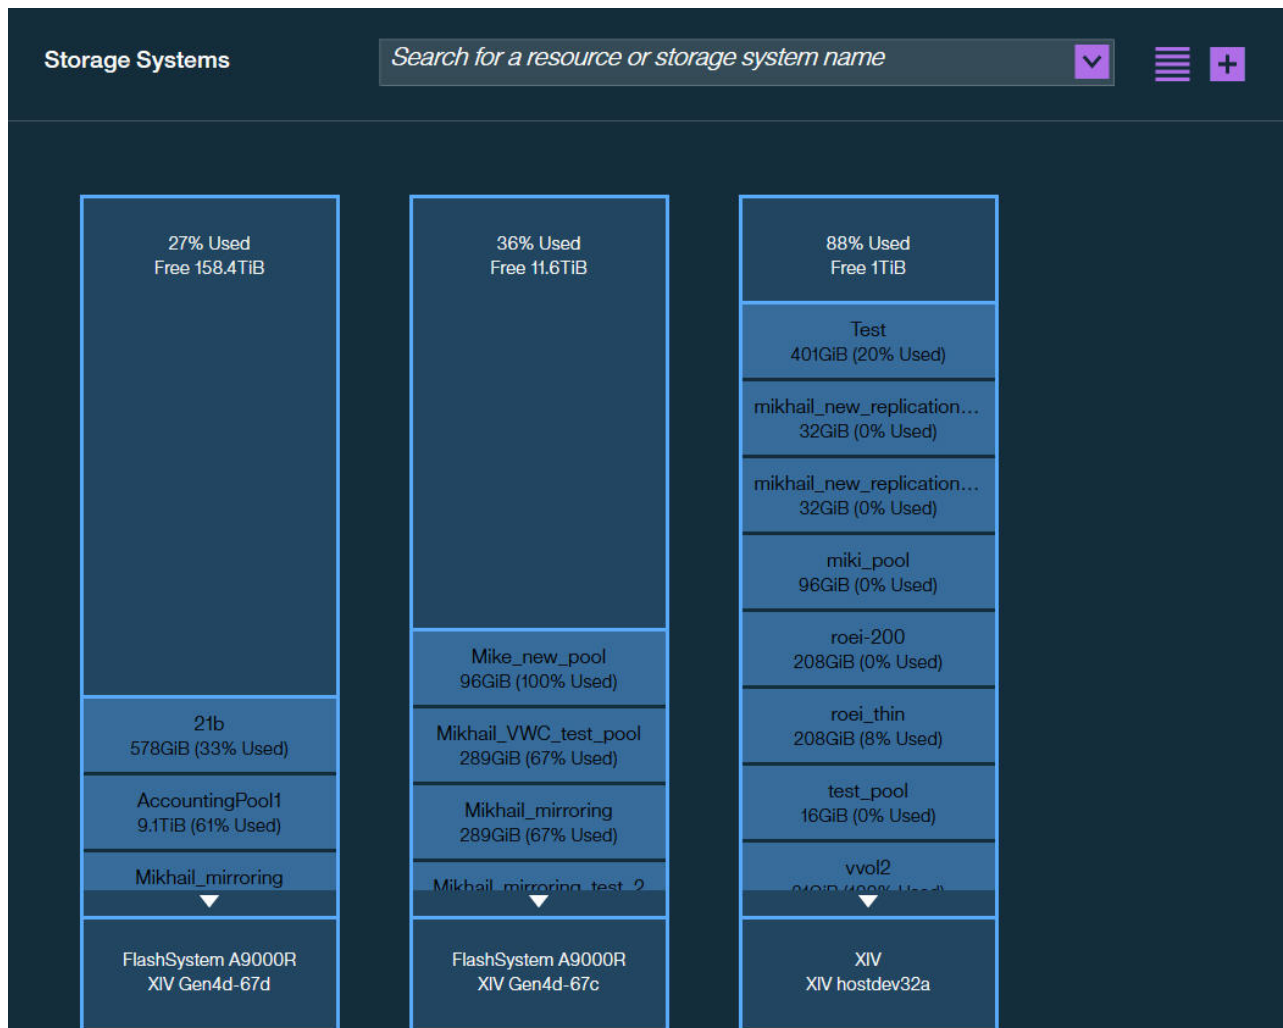 Storage Systems
Search for a resource or storage system name
27% Used
Free 158.4TiB
21b
578GiB (33% Used)
AccountingPool1
9.1TiB (61% Used)
Mikhail_mirroring
FlashSystem A9000R
XIV Gen4d-67d
36% Used
Free 11.6TiB
Mike_new_pool
96GiB (100% Used)
Mikhail_VWC_test_pool
289GiB (67% Used)
Mikhail_mirroring
289GiB (67% Used)
Mikhail_mirroring_test_2
FlashSystem A9000R
XIV Gen4d-67c
88% Used
Free 1TiB
Test
401GiB (20% Used)
mikhail_new_replication...
32GiB (0% Used)
mikhail_new_replication...
32GiB (0% Used)
miki_pool
96GiB (0% Used)
roei-200
208GiB (0% Used)
roei_thin
208GiB (8% Used)
test_pool
16GiB (0% Used)
vvol2
XIV
XIV hostdev32a